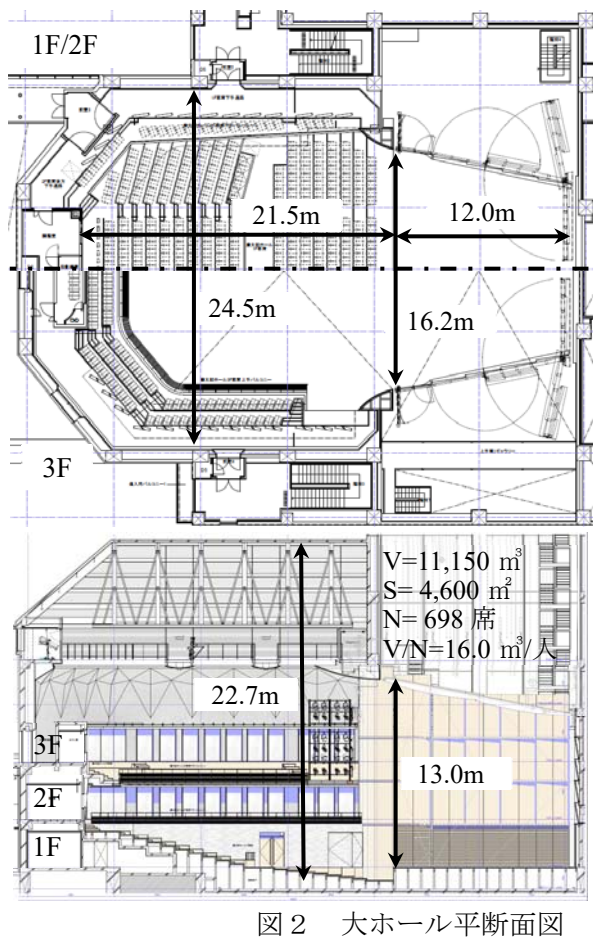 1F/2F
21.5m
12.0m
24.5m
16.2m
3F
V=11,150 ㎥
S= 4,600 ㎡
N= 698 席
V/N=16.0 ㎥/人
22.7m
13.0m
3F
2F
1F
図2 大ホール平断面図